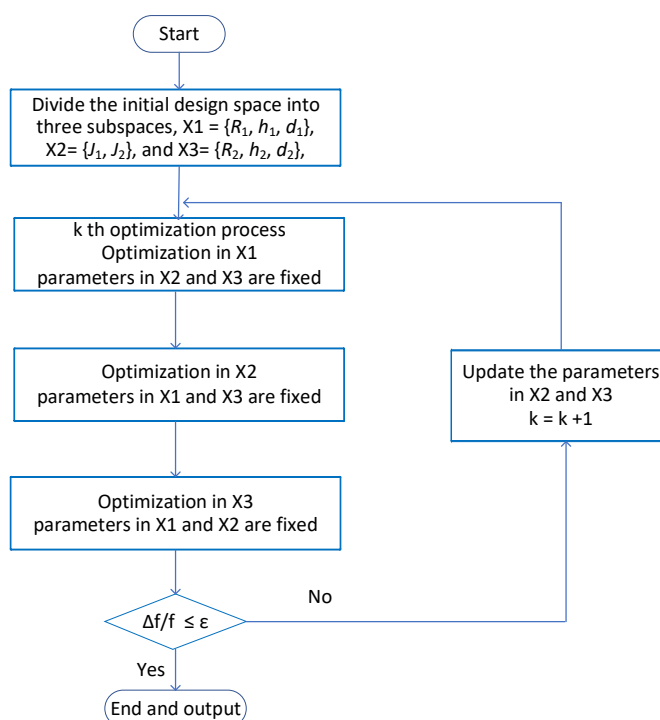 Start
Divide the initial design space into
three subspaces, X1 = {R₁, h₁, d₁},
X2= {J₁, J₂}, and X3= {R₂, h₂, d₂},
k th optimization process
Optimization in X1
parameters in X2 and X3 are fixed
Optimization in X2
parameters in X1 and X3 are fixed
Update the parameters
in X2 and X3
k = k +1
Optimization in X3
parameters in X1 and X2 are fixed
No
Δf/f ≤ ε
Yes
End and output